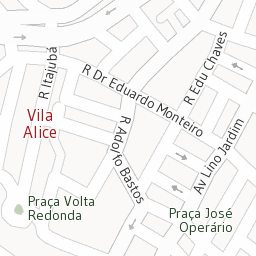 R Itajubá
R Dr Eduardo Monteiro
R Edu Chaves
Vila
Alice
R Adolfo Bastos
Av Lino Jardim
Praça Volta
Redonda
Praça José
Operário